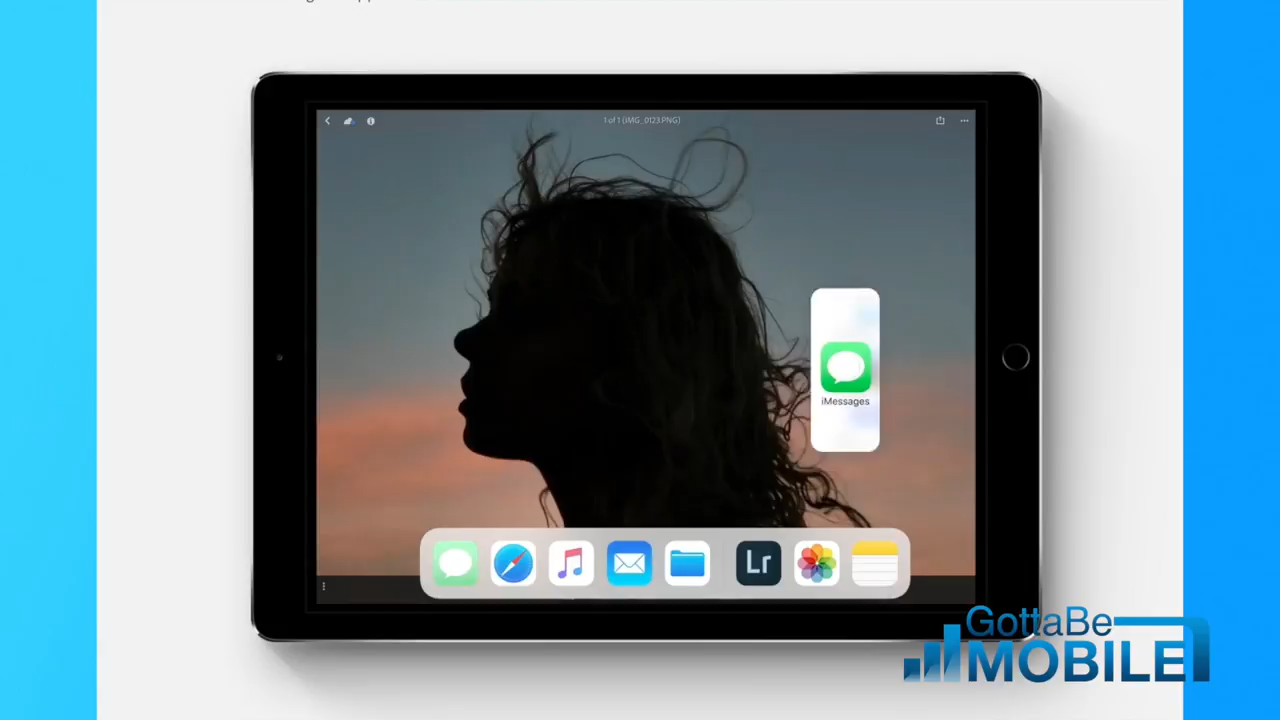 1 of 1 (IMG_0123.PNG)
iMessages
Lr
GottaBe
MOBILE